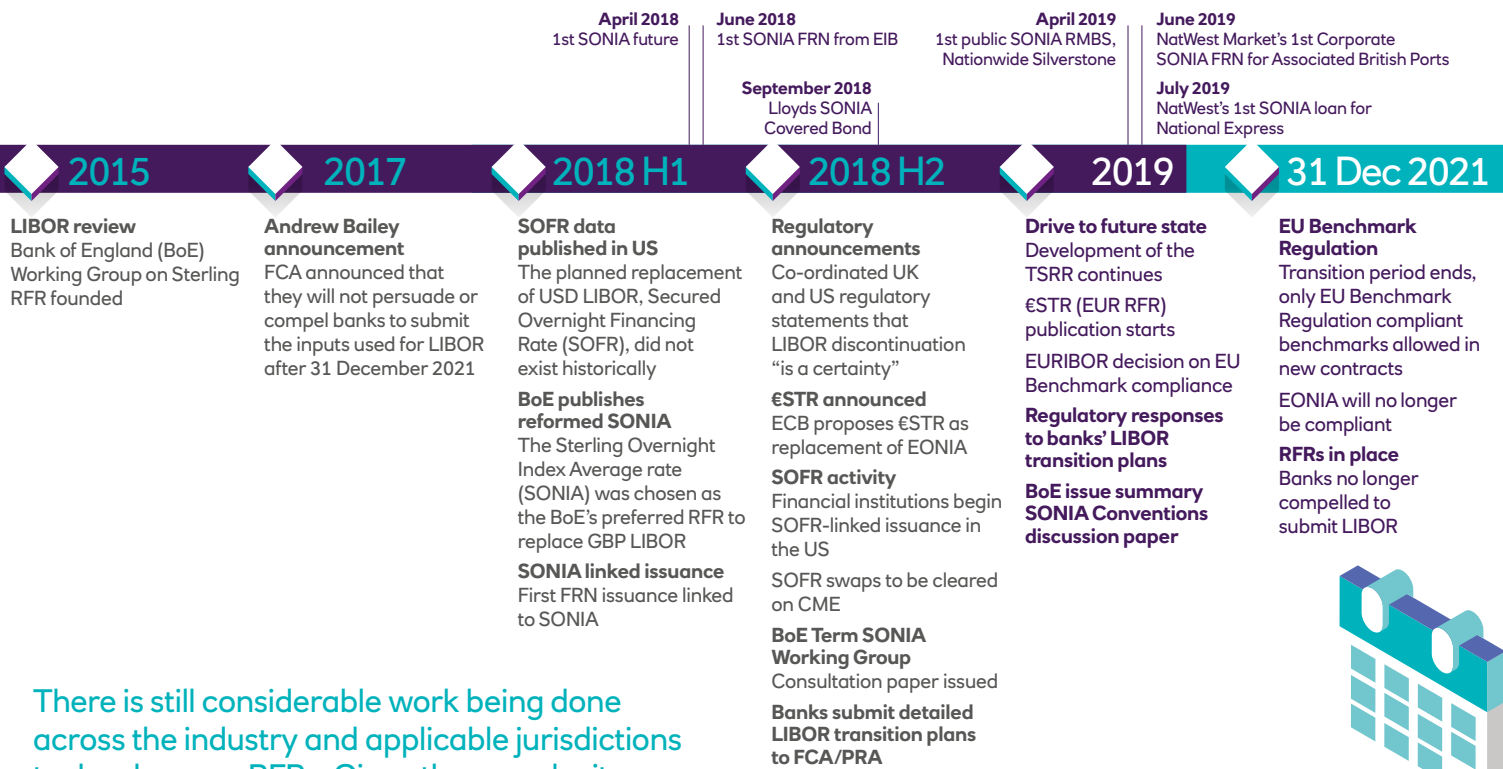 April 2018
1st SONIA future
June 2018
1st SONIA FRN from EIB
September 2018
Lloyds SONIA
Covered Bond
April 2019
1st public SONIA RMBS,
Nationwide Silverstone
June 2019
NatWest Market's 1st Corporate
SONIA FRN for Associated British Ports
July 2019
NatWest's 1st SONIA loan for
National Express
2015
LIBOR review
Bank of England (BoE)
Working Group on Sterling
RFR founded
2017
Andrew Bailey
announcement
FCA announced that
they will not persuade or
compel banks to submit
the inputs used for LIBOR
after 31 December 2021
2018 H1
SOFR data
published in US
The planned replacement
of USD LIBOR, Secured
Overnight Financing
Rate (SOFR), did not
exist historically
BoE publishes
reformed SONIA
The Sterling Overnight
Index Average rate
(SONIA) was chosen as
the BoE's preferred RFR to
replace GBP LIBOR
SONIA linked issuance
First FRN issuance linked
to SONIA
2018 H2
Regulatory
announcements
Co-ordinated UK
and US regulatory
statements that
LIBOR discontinuation
“is a certainty”
€STR announced
ECB proposes €STR as
replacement of EONIA
SOFR activity
Financial institutions begin
SOFR-linked issuance in
the US
SOFR swaps to be cleared
on CME
BoE Term SONIA
Working Group
Consultation paper issued
Banks submit detailed
LIBOR transition plans
to FCA/PRA
2019
Drive to future state
Development of the
TSRR continues
€STR (EUR RFR)
publication starts
EURIBOR decision on EU
Benchmark compliance
Regulatory responses
to banks' LIBOR
transition plans
BoE issue summary
SONIA Conventions
discussion paper
31 Dec 2021
EU Benchmark
Regulation
Transition period ends,
only EU Benchmark
Regulation compliant
benchmarks allowed in
new contracts
EONIA will no longer
be compliant
RFRs in place
Banks no longer
compelled to
submit LIBOR
There is still considerable work being done
across the industry and applicable jurisdictions